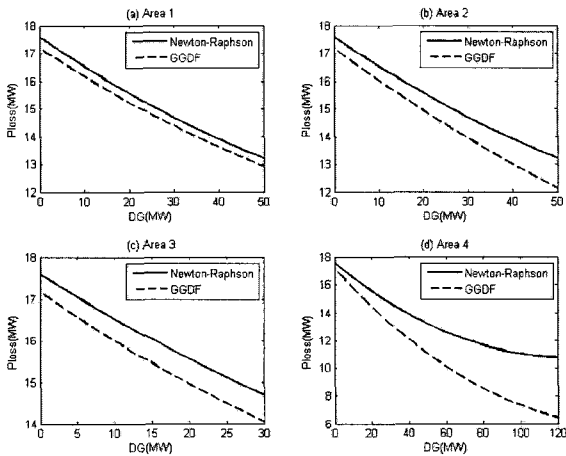 (a) Area 1
18
17
16
15
14
13
12
Ploss(MW)
Newton-Raphson
GGDF
0 10 20 30 40 50
DG(MW)
(b) Area 2
18
17
16
15
14
13
12
Ploss(MW)
Newton-Raphson
GGDF
0 10 20 30 40 50
DG(MW)
(c) Area 3
18
17
16
15
14
Ploss(MW)
Newton-Raphson
GGDF
0 5 10 15 20 25 30
DG(MW)
(d) Area 4
18
16
14
12
10
8
6
Ploss(MW)
Newton-Raphson
GGDF
0 20 40 60 80 100 120
DG(MW)